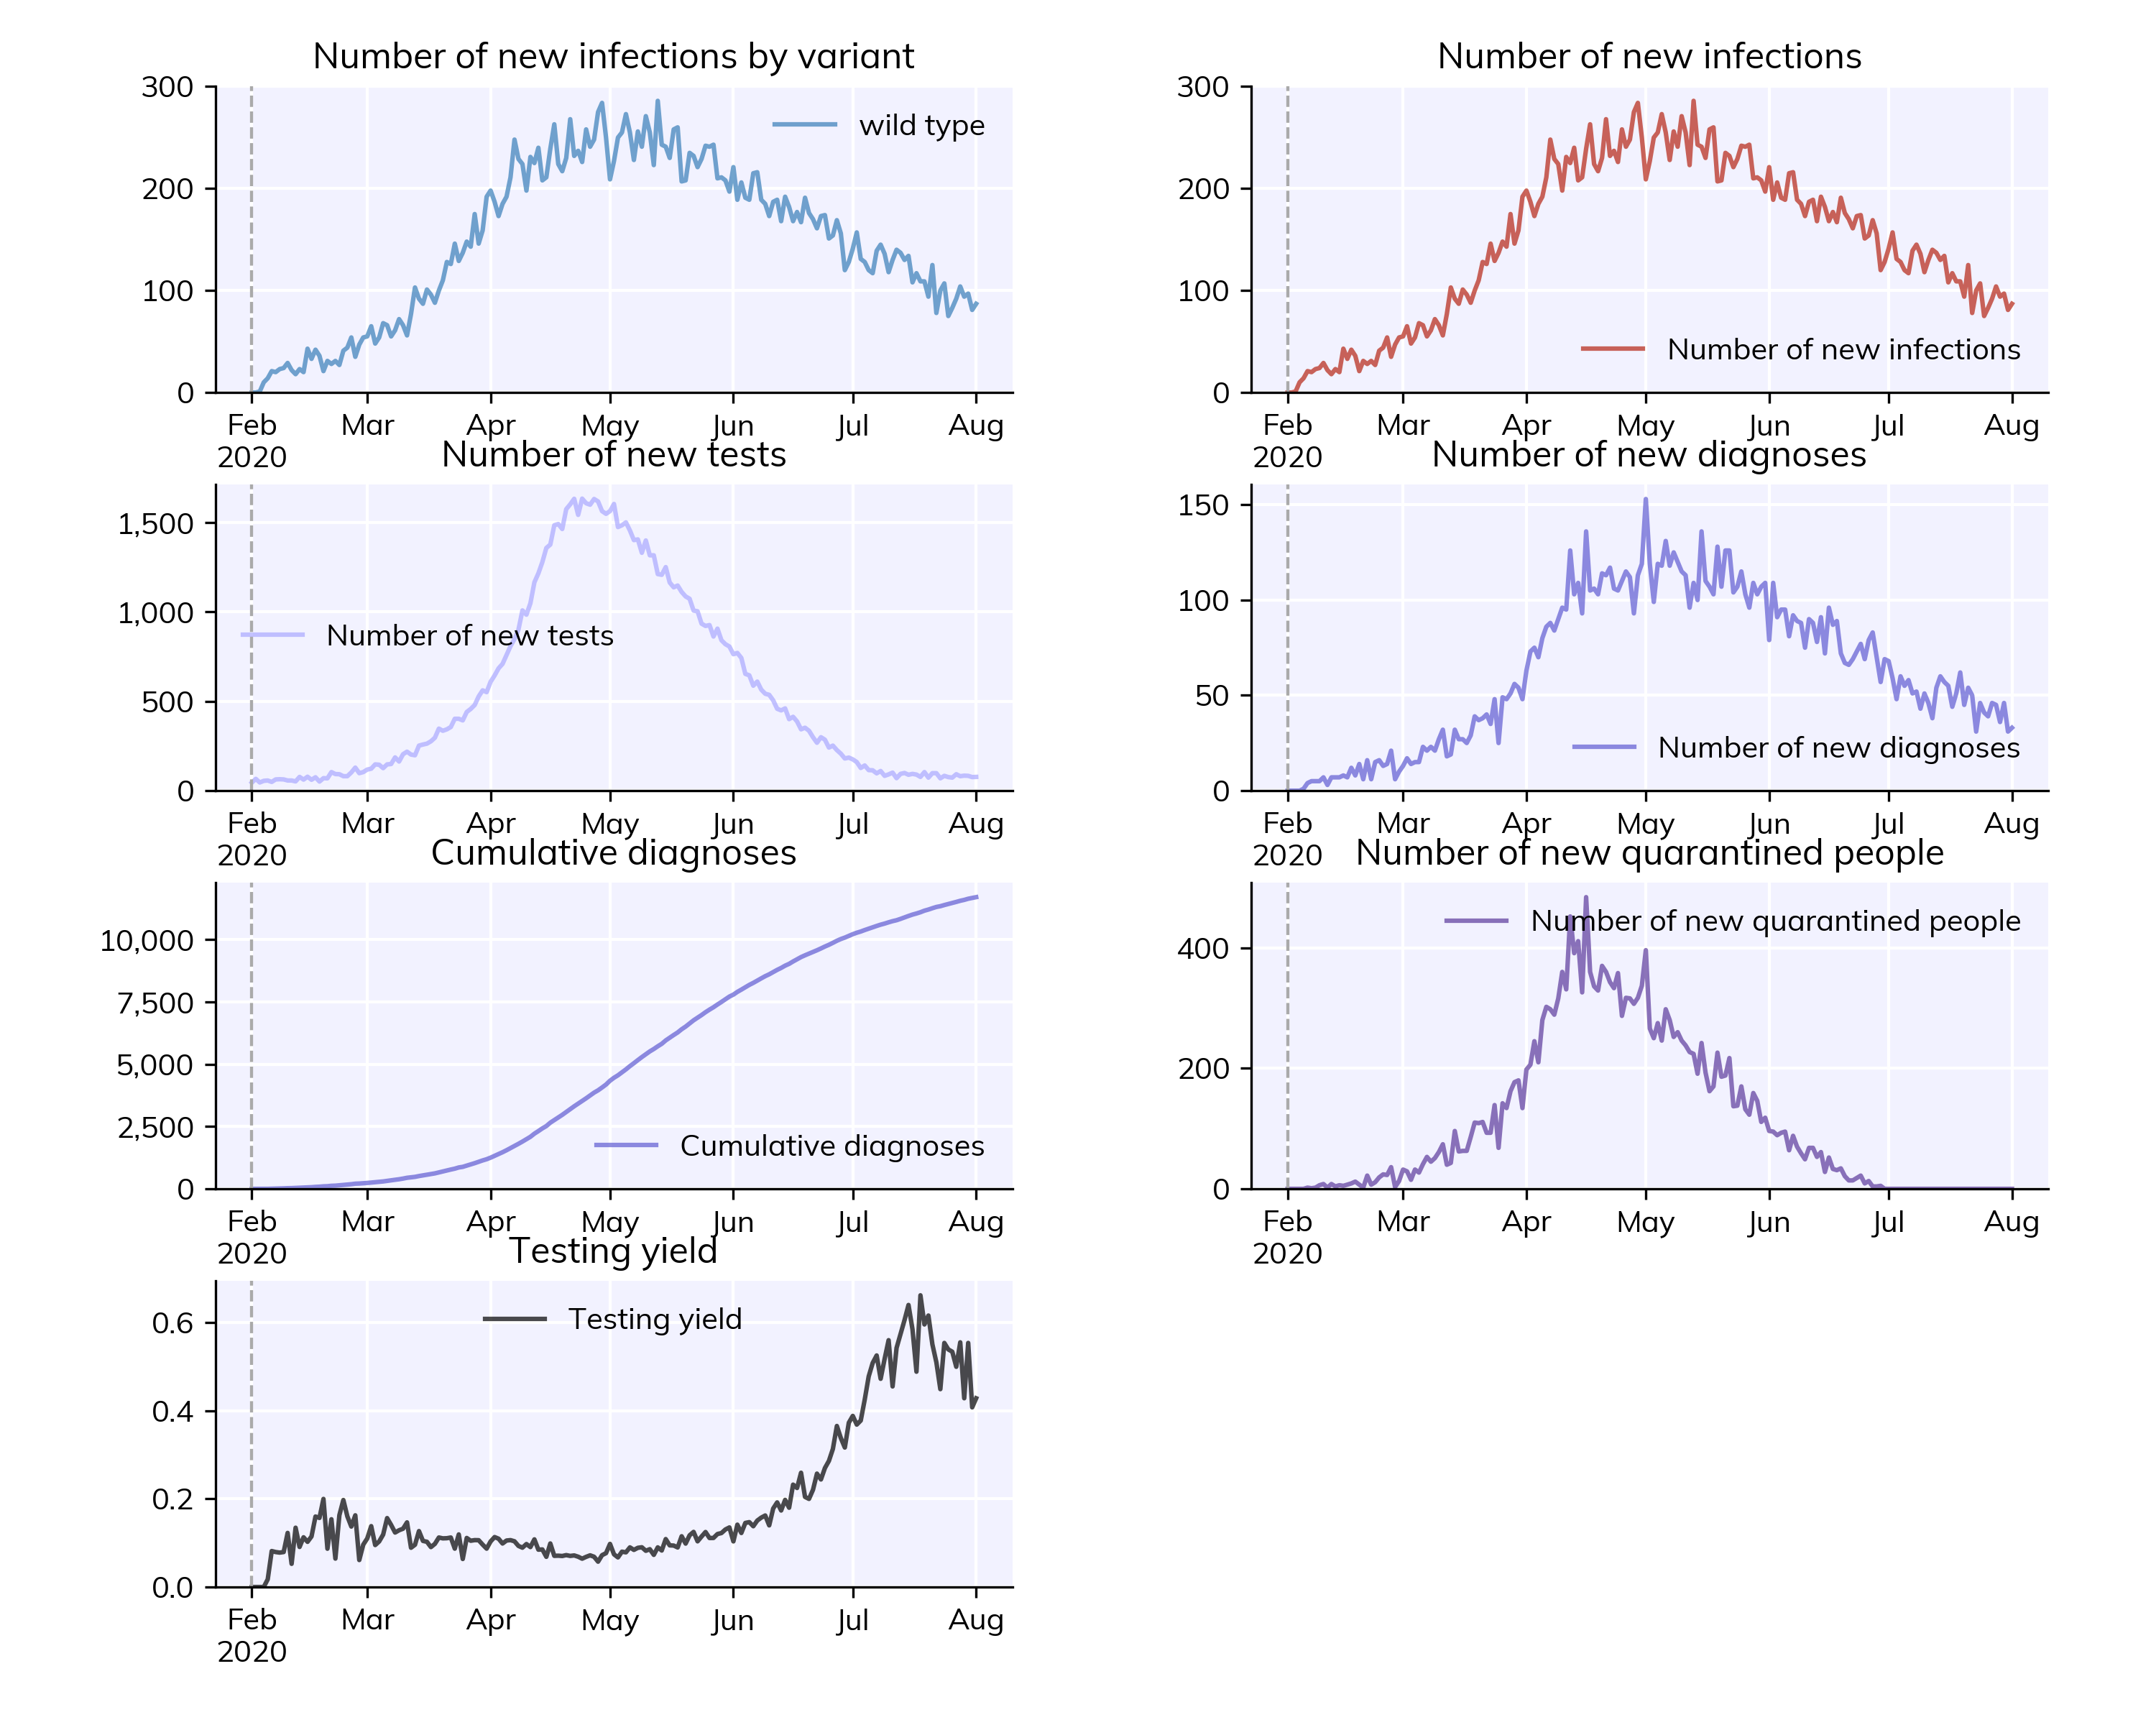 Number of new infections by variant
300
200
100
0
wild type
Feb Mar Apr May Jun Jul Aug
2020
Number of new infections
300
200
100
0
Number of new infections
Feb Mar Apr May Jun Jul Aug
2020
Number of new tests
1,500
1,000
500
0
Number of new tests
Feb Mar Apr May Jun Jul Aug
2020
Number of new diagnoses
150
100
50
0
Number of new diagnoses
Feb Mar Apr May Jun Jul Aug
2020
Cumulative diagnoses
10,000
7,500
5,000
2,500
0
Cumulative diagnoses
Feb Mar Apr May Jun Jul Aug
2020
Number of new quarantined people
400
200
0
Number of new quarantined people
Feb Mar Apr May Jun Jul Aug
2020
Testing yield
0.6
0.4
0.2
0.0
Testing yield
Feb Mar Apr May Jun Jul Aug
2020